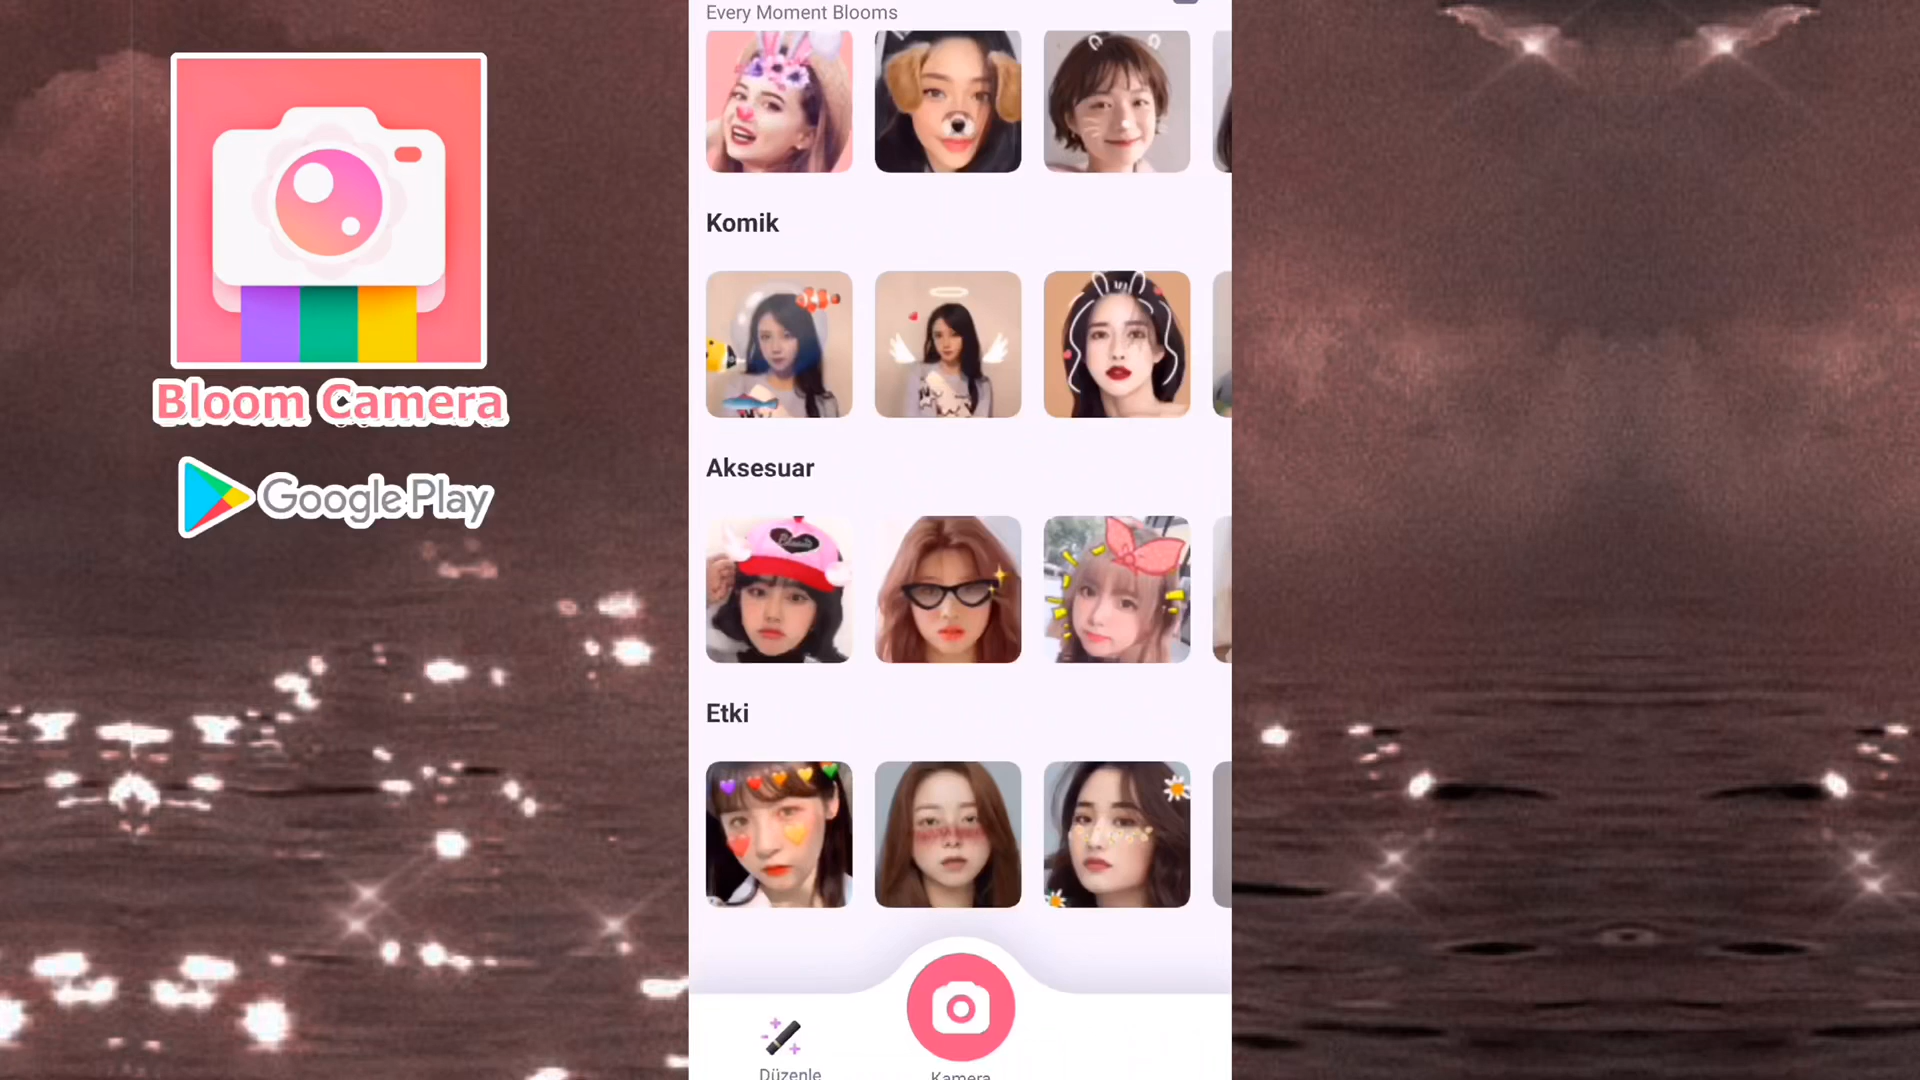 Every Moment Blooms
Bloom Camera
Google Play
Komik
Aksesuar
Etki
Düzenle
Kamera